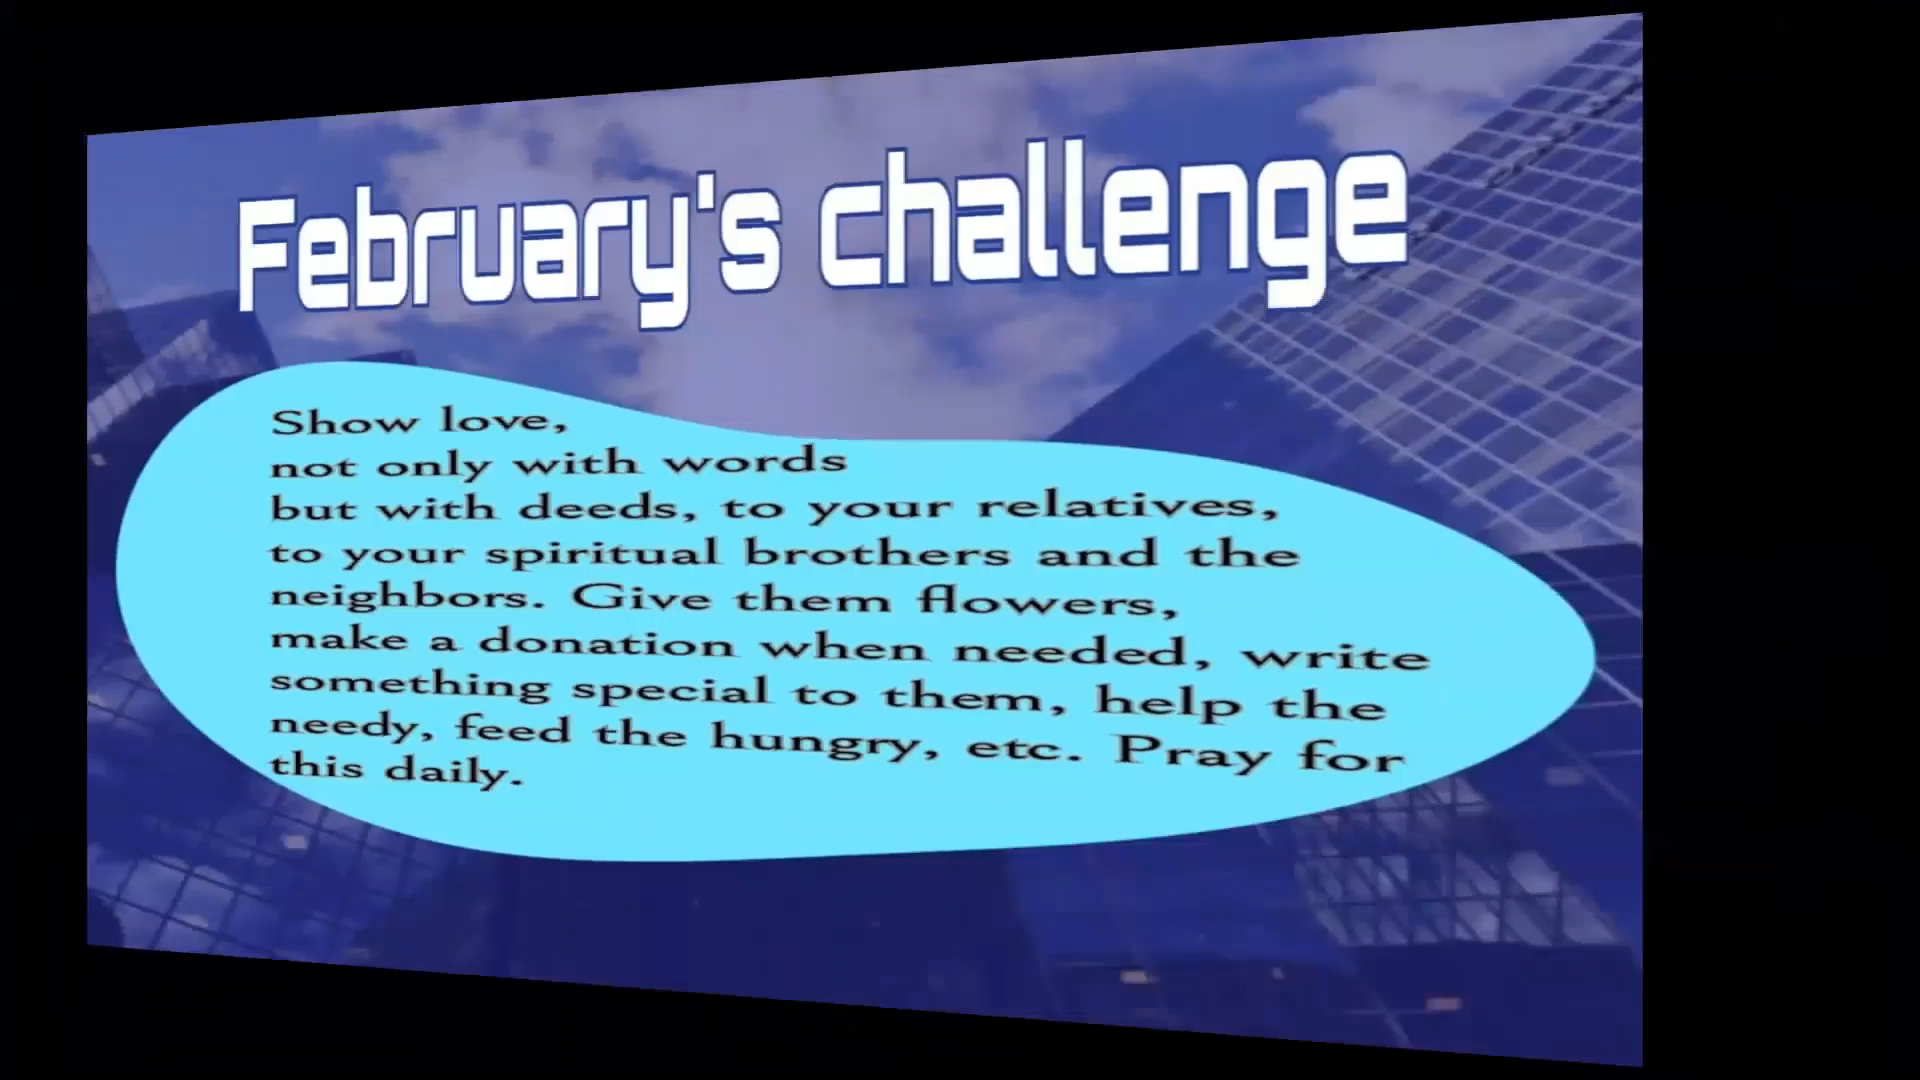 February's challenge
Show love,
not only with words
but with deeds, to your relatives,
to your spiritual brothers and the
neighbors. Give them flowers,
make a donation when needed, write
something special to them, help the
needy, feed the hungry, etc. Pray for
this daily.